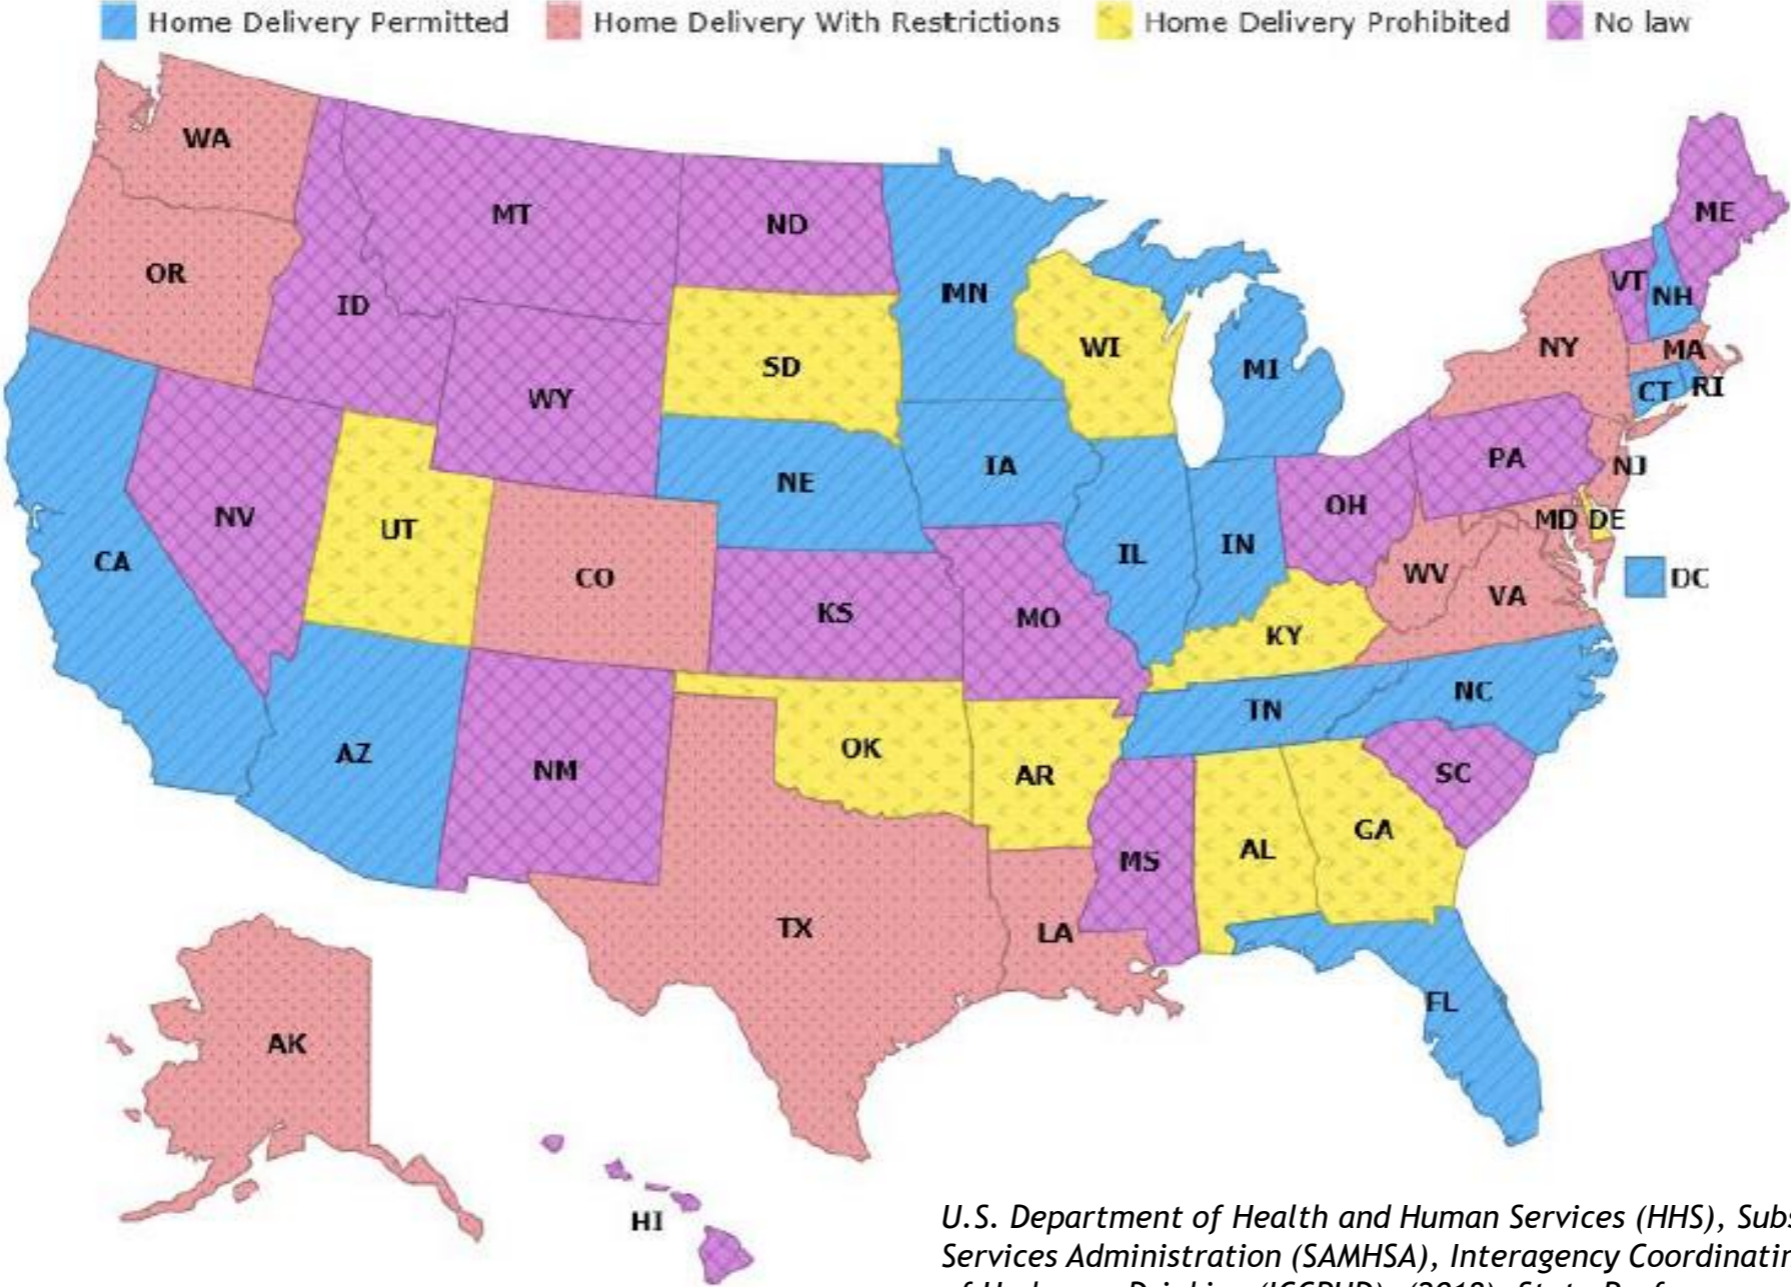 Home Delivery Permitted Home Delivery With Restrictions Home Delivery Prohibited No law
WA
MT
ND
ME
OR
ID
MN
VT
NH
SD
WI
NY
MA
WY
MI
CT
RI
NE
IA
PA
NJ
NV
UT
OH
MD
DE
CA
CO
IL
IN
WV
DC
KS
MO
VA
KY
AZ
NM
OK
AR
TN
NC
SC
MS
AL
GA
TX
LA
FL
AK
HI
U.S. Department of Health and Human Services (HHS), Subs
Services Administration (SAMHSA), Interagency Coordinatin